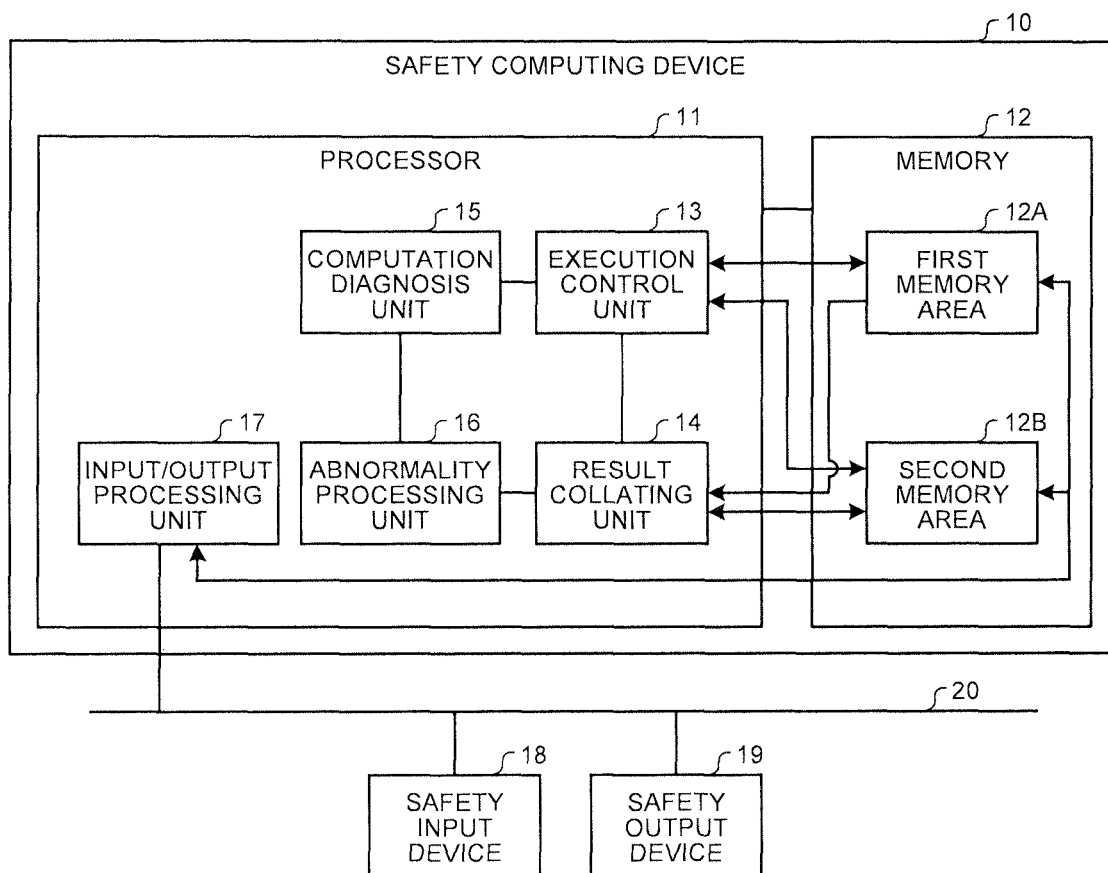 10
SAFETY COMPUTING DEVICE
11
PROCESSOR
12
MEMORY
15
COMPUTATION
DIAGNOSIS
UNIT
13
EXECUTION
CONTROL
UNIT
12A
FIRST
MEMORY
AREA
17
INPUT/OUTPUT
PROCESSING
UNIT
16
ABNORMALITY
PROCESSING
UNIT
14
RESULT
COLLATING
UNIT
12B
SECOND
MEMORY
AREA
20
18
SAFETY
INPUT
DEVICE
19
SAFETY
OUTPUT
DEVICE